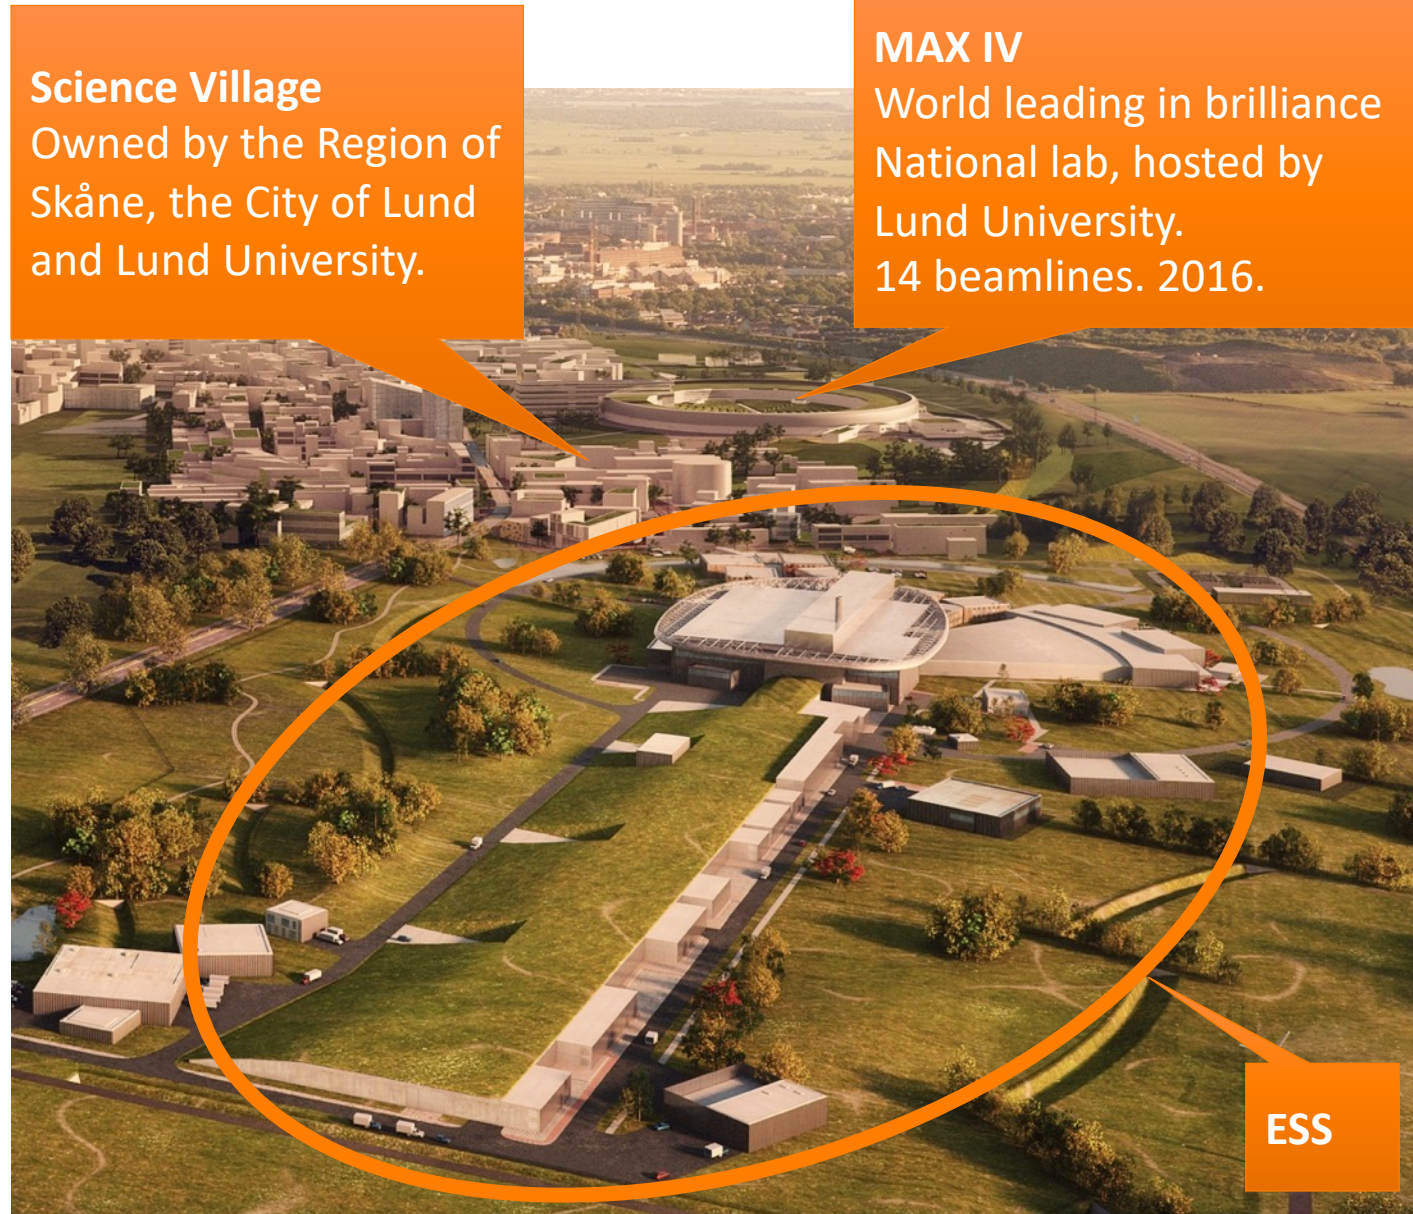 Science Village
Owned by the Region of
Skåne, the City of Lund
and Lund University.
MAX IV
World leading in brilliance
National lab, hosted by
Lund University.
14 beamlines. 2016.
ESS